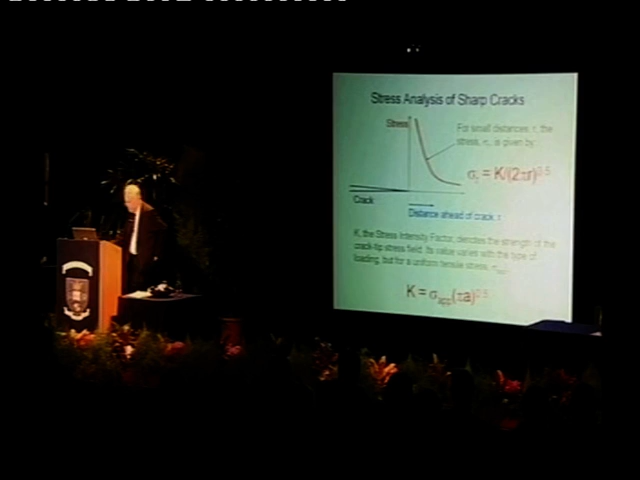 Stress Analysis of Sharp Cracks
Stress
For small distances, r, the
stress, σr, is given by:
σr = K/(2πr)^0.5
Crack
Distance ahead of crack, r
K, the Stress Intensity Factor, denotes the strength of the
crack-tip stress field. Its value varies with the type of
loading, but for a uniform tensile stress, σapp
K = σapp(πa)^0.5